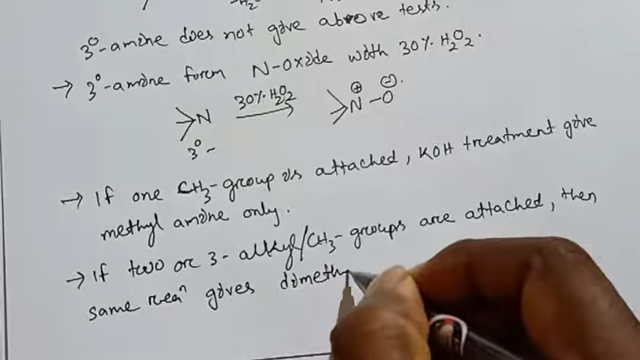 -H₂O
3°-amine does not give above tests.
→ 3°-amine form N-Oxide with 30% H₂O₂.
N 30% H₂O₂ ⊕ N-O ⊖
3°-
→ If one CH₃-group is attached, KOH treatment give
methyl amine only.
→ If two or 3-alkyl/CH₃-groups are attached, then
same reaⁿ gives dimethy